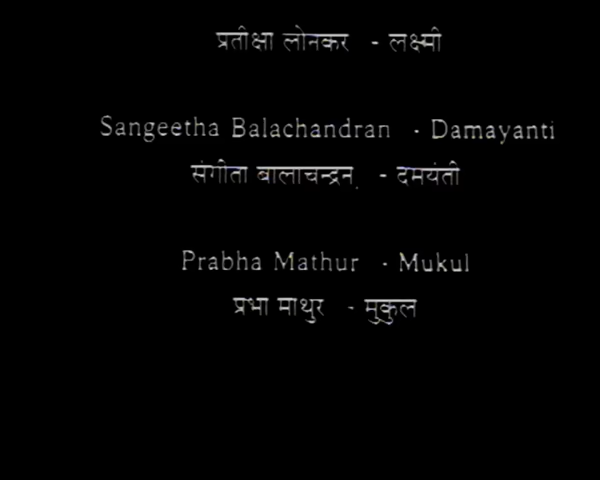 प्रतीक्षा लोनकर - लक्ष्मी
Sangeetha Balachandran - Damayanti
संगीता बालाचन्द्रन - दमयंती
Prabha Mathur - Mukul
प्रभा माथुर - मुकुल